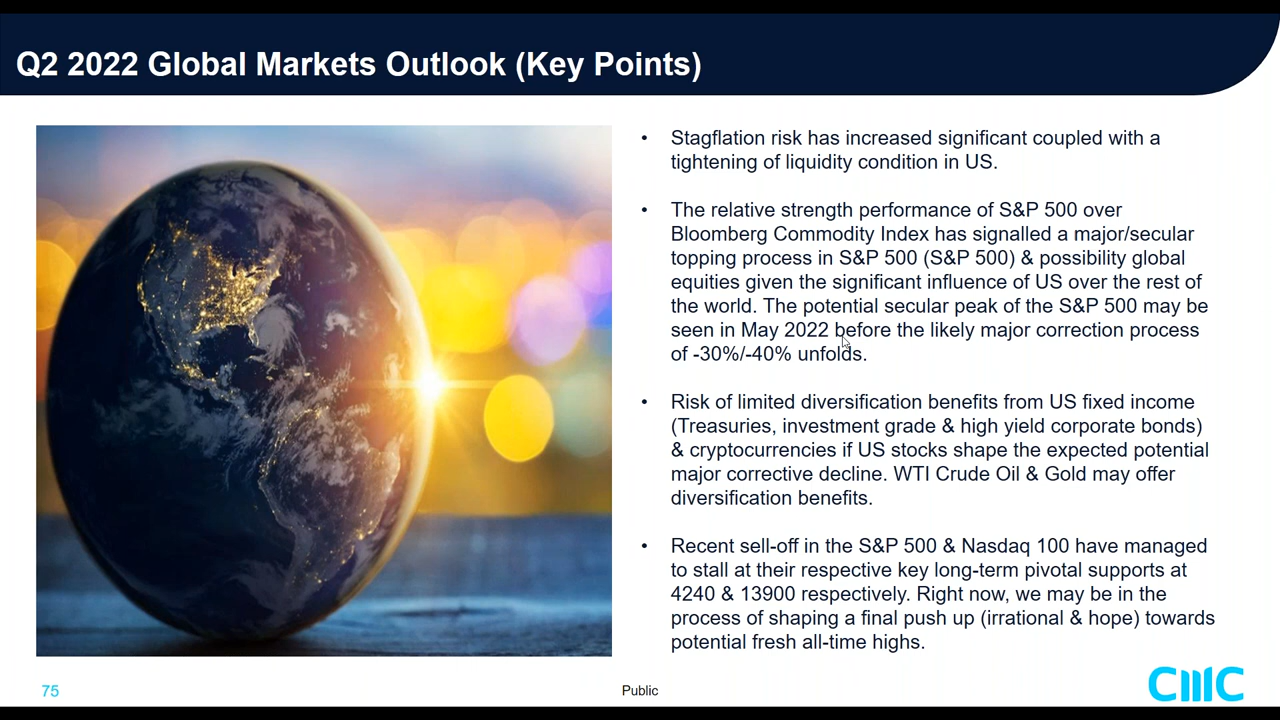 Q2 2022 Global Markets Outlook (Key Points)
• Stagflation risk has increased significant coupled with a
tightening of liquidity condition in US.
• The relative strength performance of S&P 500 over
Bloomberg Commodity Index has signalled a major/secular
topping process in S&P 500 (S&P 500) & possibility global
equities given the significant influence of US over the rest of
the world. The potential secular peak of the S&P 500 may be
seen in May 2022 before the likely major correction process
of -30%/-40% unfolds.
• Risk of limited diversification benefits from US fixed income
(Treasuries, investment grade & high yield corporate bonds)
& cryptocurrencies if US stocks shape the expected potential
major corrective decline. WTI Crude Oil & Gold may offer
diversification benefits.
• Recent sell-off in the S&P 500 & Nasdaq 100 have managed
to stall at their respective key long-term pivotal supports at
4240 & 13900 respectively. Right now, we may be in the
process of shaping a final push up (irrational & hope) towards
potential fresh all-time highs.
75
Public
CMC